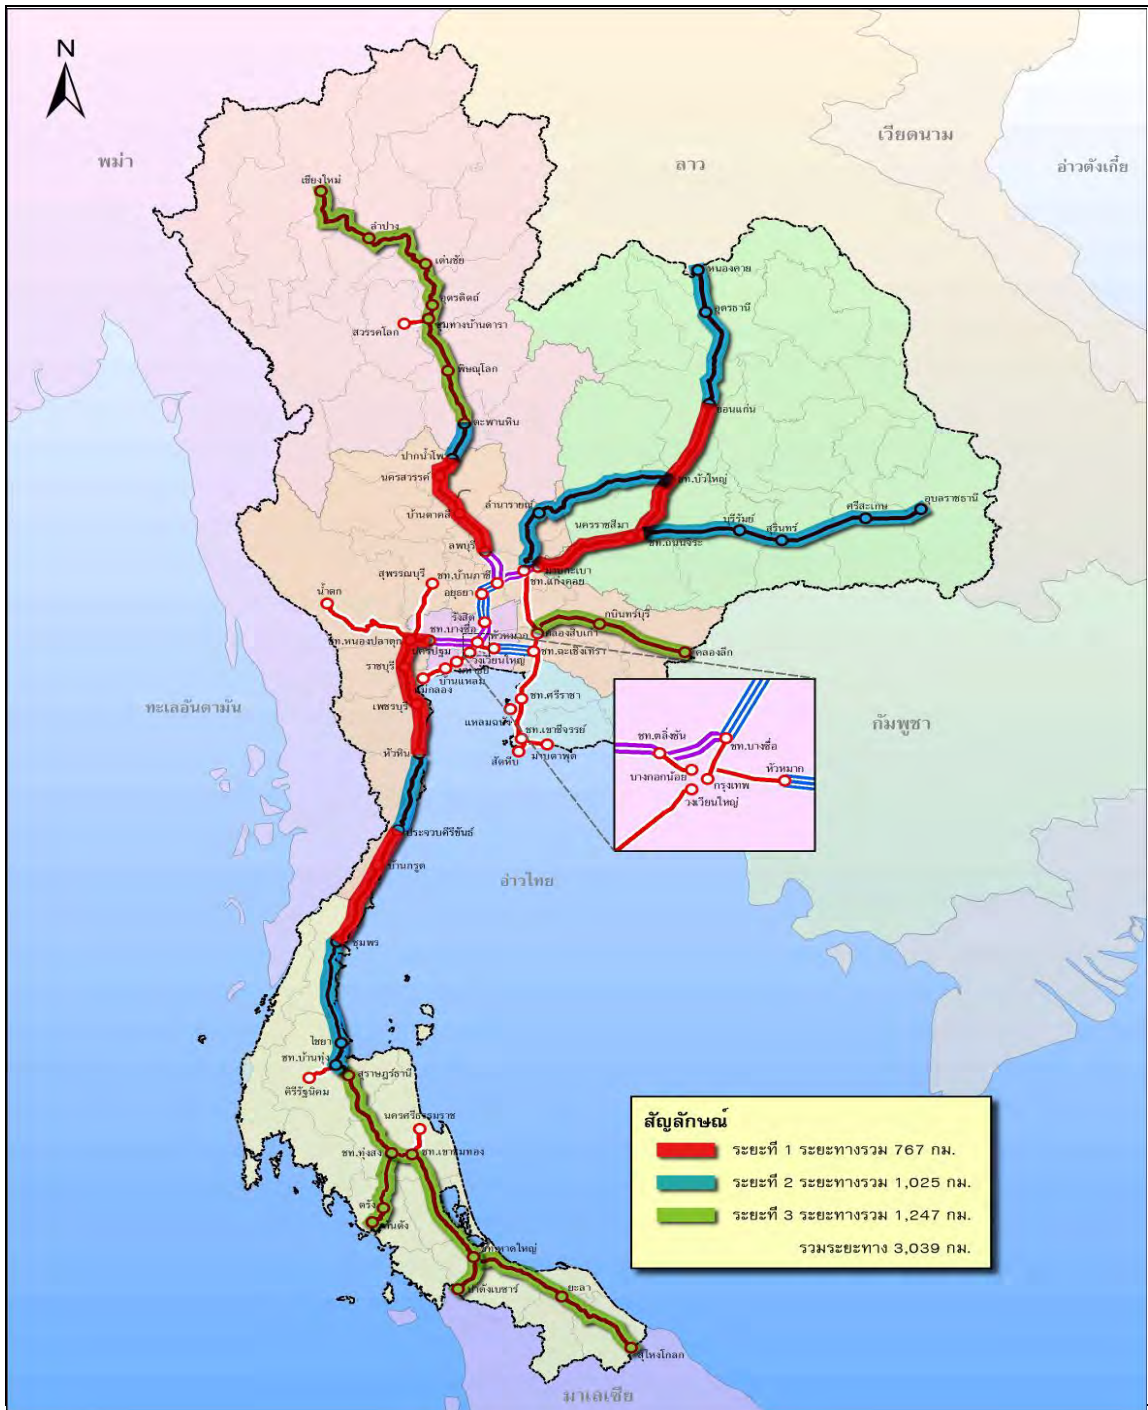 N
พม่า
ลาว
เวียดนาม
อ่าวตังเกี๋ย
เชียงใหม่
ลำปาง
เด่นชัย
อุตรดิตถ์
สวรรคโลก
ชุมทางบ้านดารา
พิษณุโลก
ตะพานหิน
ปากน้ำโพ
นครสวรรค์
บ้านตาคลี
ลพบุรี
หนองคาย
อุดรธานี
ขอนแก่น
ชท.บัวใหญ่
ลำนารายณ์
นครราชสีมา
ชท.ถนนจิระ
บุรีรัมย์
สุรินทร์
ศรีสะเกษ
อุบลราชธานี
มาบกะเบา
ชท.แก่งคอย
ชท.บ้านภาชี
อยุธยา
สุพรรณบุรี
น้ำตก
รังสิต
ชท.บางซื่อ
หัวหมาก
คลองสิบเก้า
กบินทร์บุรี
คลองลึก
ชท.ฉะเชิงเทรา
ชท.หนองปลาดุก
นครปฐม
วงเวียนใหญ่
มหาชัย
บ้านแหลม
แม่กลอง
ราชบุรี
เพชรบุรี
หัวหิน
ชท.ศรีราชา
แหลมฉบัง
ชท.เขาชีจรรย์
สัตหีบ
มาบตาพุด
ทะเลอันดามัน
กัมพูชา
ชท.ตลิ่งชัน
ชท.บางซื่อ
บางกอกน้อย
กรุงเทพ
หัวหมาก
วงเวียนใหญ่
ประจวบคีรีขันธ์
บ้านกรูด
อ่าวไทย
ชุมพร
ไชยา
ชท.บ้านทุ่ง
คีรีรัฐนิคม
สุราษฎร์ธานี
นครศรีธรรมราช
ชท.ทุ่งสง
ชท.เขาชุมทอง
ตรัง
กันตัง
ชท.หาดใหญ่
ปาดังเบซาร์
ยะลา
สุไหงโกลก
มาเลเซีย
สัญลักษณ์
ระยะที่ 1 ระยะทางรวม 767 กม.
ระยะที่ 2 ระยะทางรวม 1,025 กม.
ระยะที่ 3 ระยะทางรวม 1,247 กม.
รวมระยะทาง 3,039 กม.